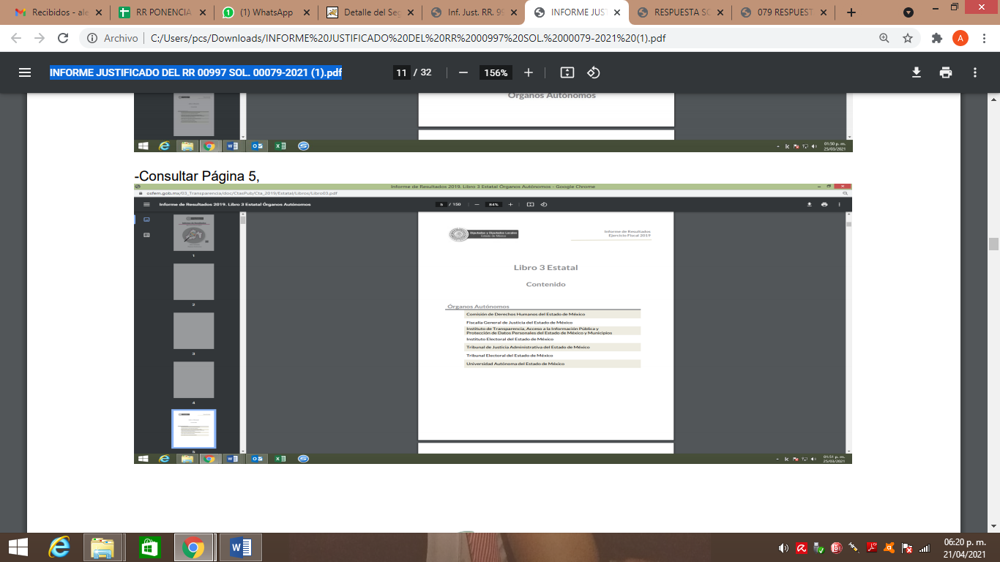 Recibidos - ale
RR PONENCIA
(1) WhatsApp
Detalle del Seg
Inf. Just. RR. 99
INFORME JUST
RESPUESTA SO
079 RESPUEST
Archivo
C:/Users/pcs/Downloads/INFORME%20JUSTIFICADO%20DEL%20RR%2000997%20SOL.%2000079-2021%20(1).pdf
A
INFORME JUSTIFICADO DEL RR 00997 SOL. 00079-2021 (1).pdf
11 / 32
156%
Órganos Autónomos
01:50 p. m.
25/03/2021
-Consultar Página 5,
Informe de Resultados 2019. Libro 3 Estatal Órganos Autónomos - Google Chrome
osfem.gob.mx/03_Transparencia/doc/CtasPub/Cta_2019/Estatal/Libros/Libro03.pdf
Informe de Resultados 2019. Libro 3 Estatal Órganos Autónomos
5 / 150
84%
1
2
3
4
5
Diputados y Diputadas Locales
Estado de México
Informe de Resultados
Ejercicio Fiscal 2019
Libro 3 Estatal
Contenido
Órganos Autónomos
Comisión de Derechos Humanos del Estado de México
Fiscalía General de Justicia del Estado de México
Instituto de Transparencia, Acceso a la Información Pública y
Protección de Datos Personales del Estado de México y Municipios
Instituto Electoral del Estado de México
Tribunal de Justicia Administrativa del Estado de México
Tribunal Electoral del Estado de México
Universidad Autónoma del Estado de México
01:51 p. m.
25/03/2021
06:20 p. m.
21/04/2021